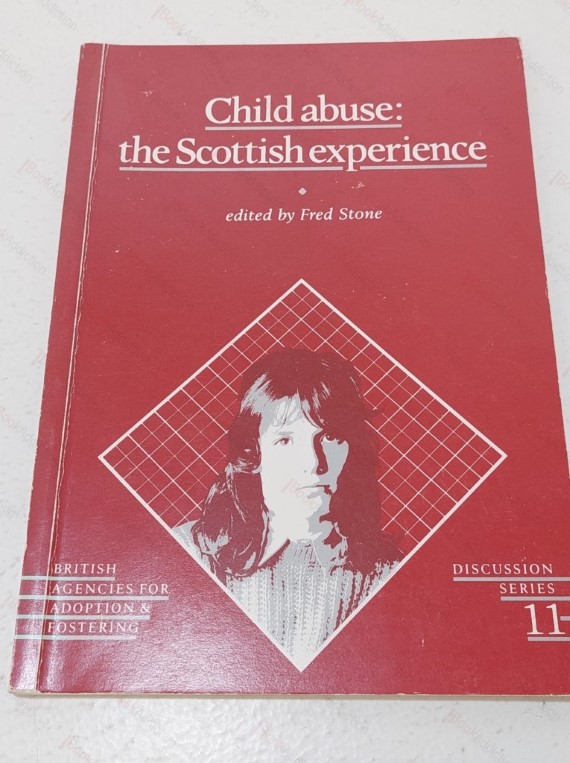 Child abuse:
the Scottish experience
edited by Fred Stone
BRITISH
AGENCIES FOR
ADOPTION &
FOSTERING
DISCUSSION
SERIES
11